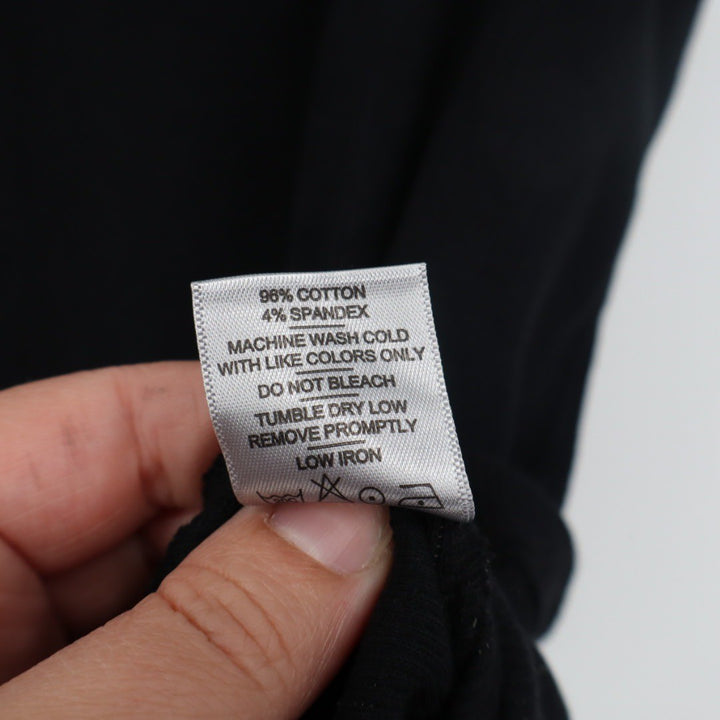 96% COTTON
4% SPANDEX
MACHINE WASH COLD
WITH LIKE COLORS ONLY
DO NOT BLEACH
TUMBLE DRY LOW
REMOVE PROMPTLY
LOW IRON